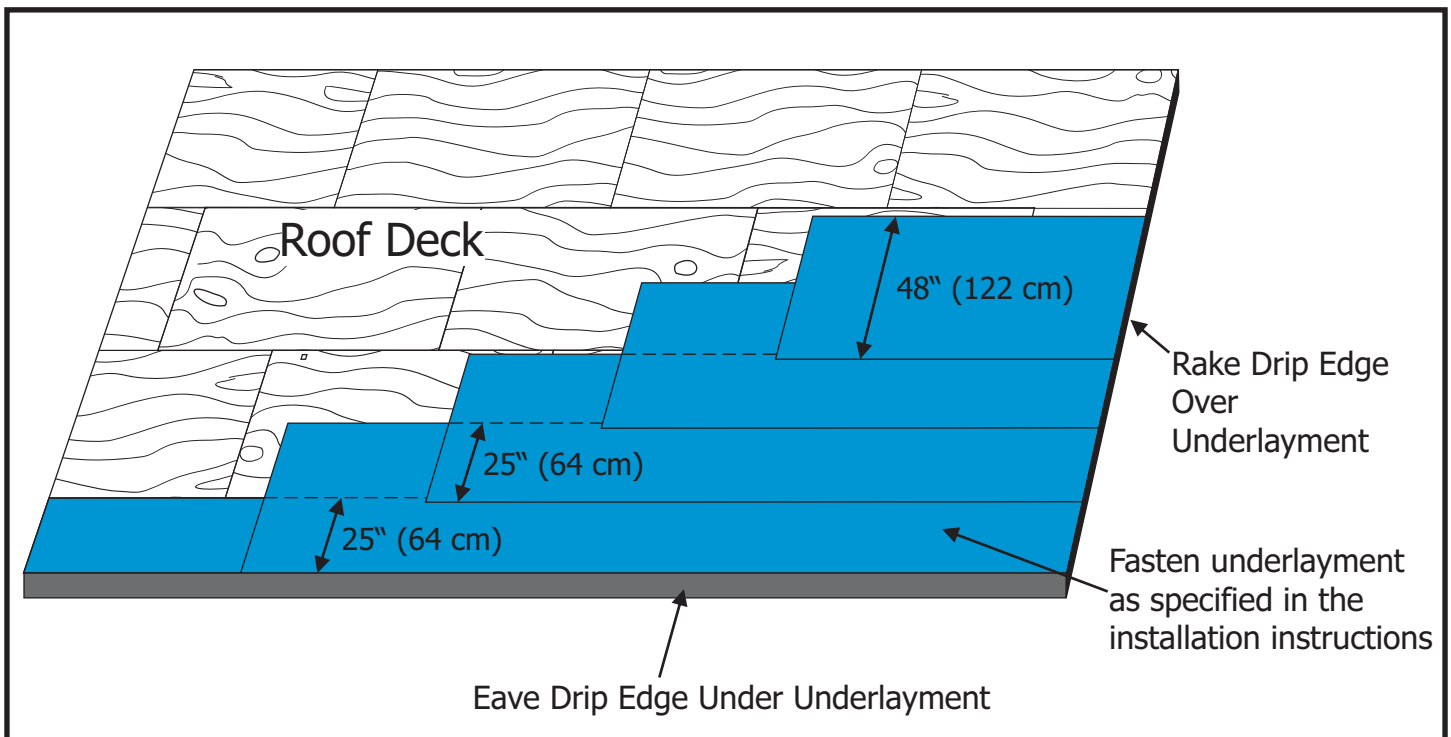 Roof Deck
48“ (122 cm)
Rake Drip Edge
Over
Underlayment
25“ (64 cm)
25“ (64 cm)
Fasten underlayment
as specified in the
installation instructions
Eave Drip Edge Under Underlayment